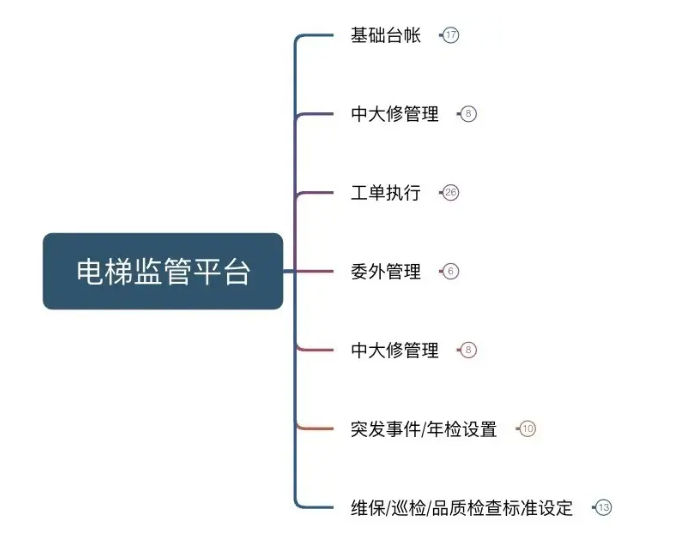 基础台帐 17
中大修管理 8
工单执行 26
电梯监管平台
委外管理 6
中大修管理 8
突发事件/年检设置 10
维保/巡检/品质检查标准设定 13